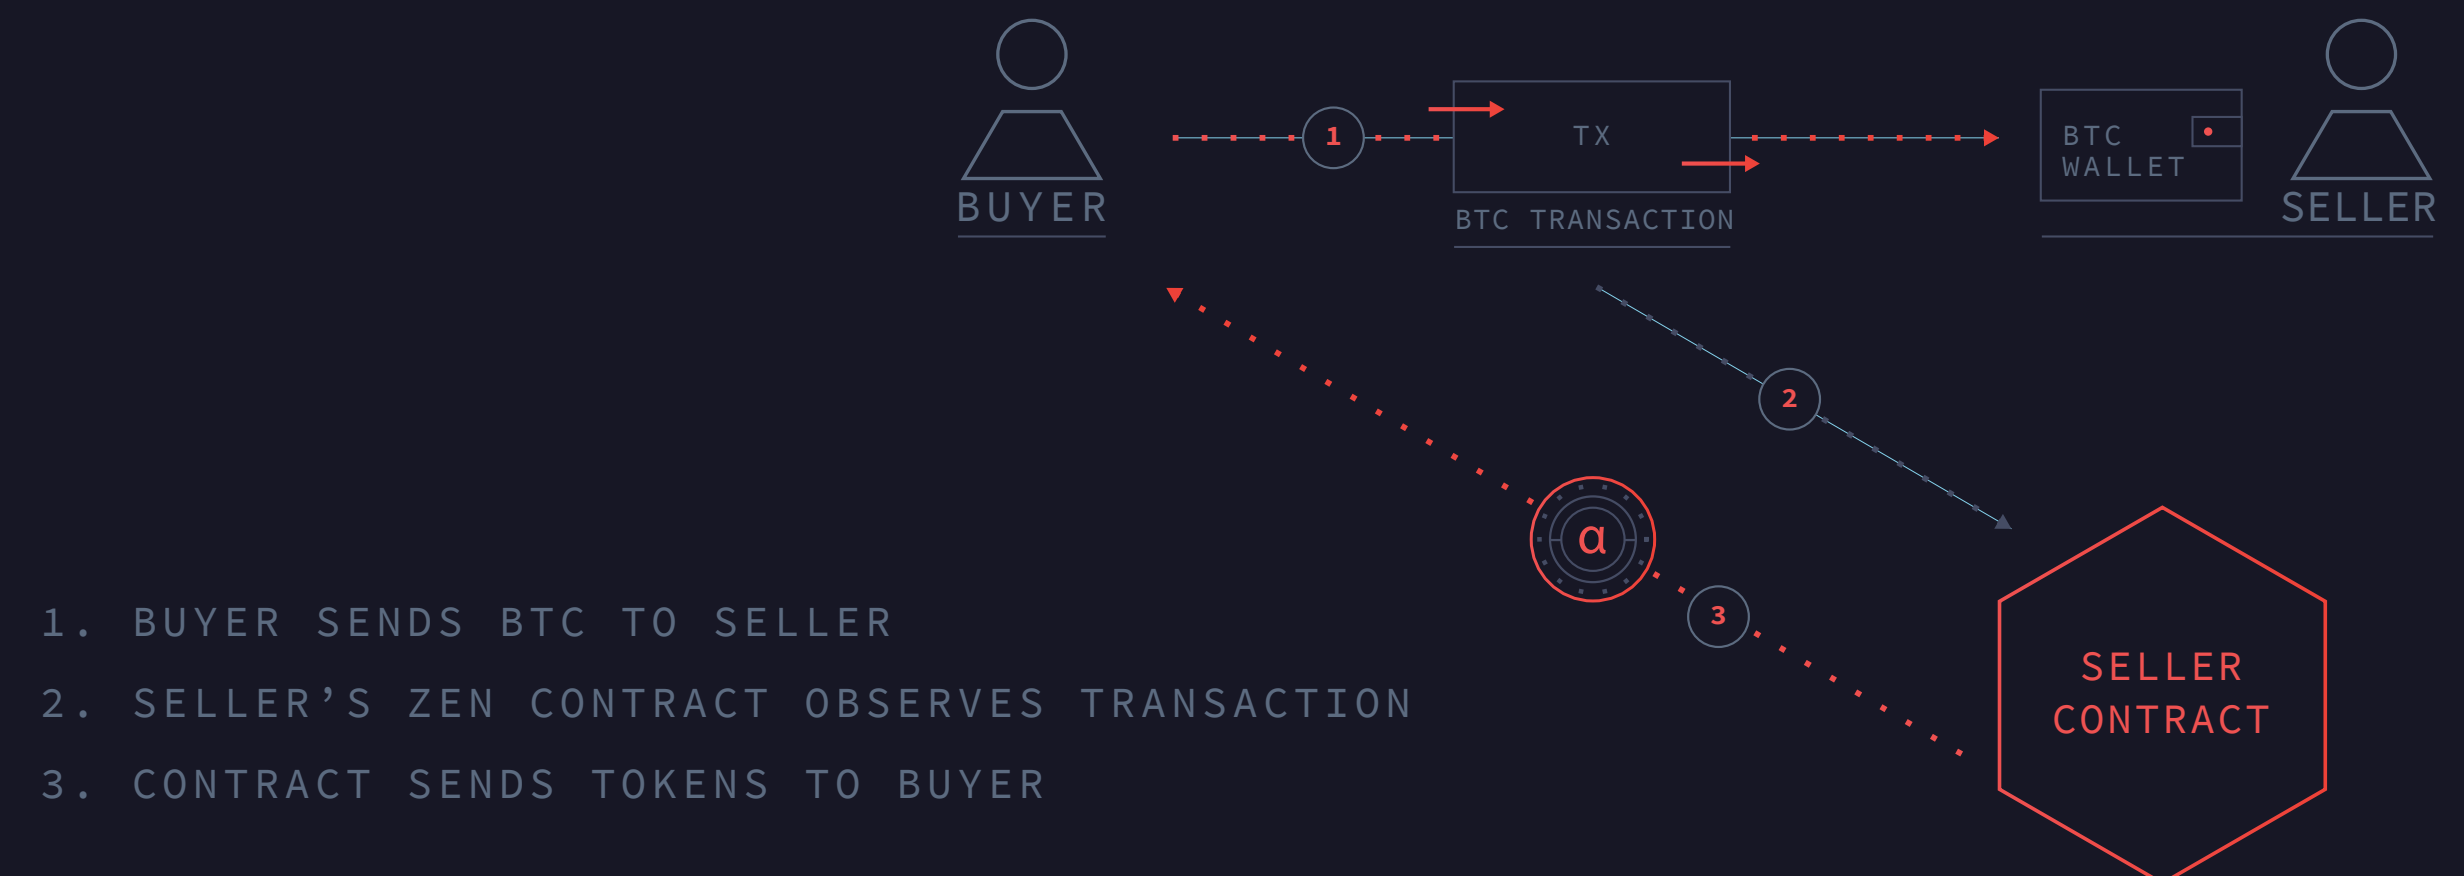 1
TX
BTC
WALLET
BUYER
BTC TRANSACTION
SELLER
2
α
3
1. BUYER SENDS BTC TO SELLER
2. SELLER’S ZEN CONTRACT OBSERVES TRANSACTION
3. CONTRACT SENDS TOKENS TO BUYER
SELLER
CONTRACT